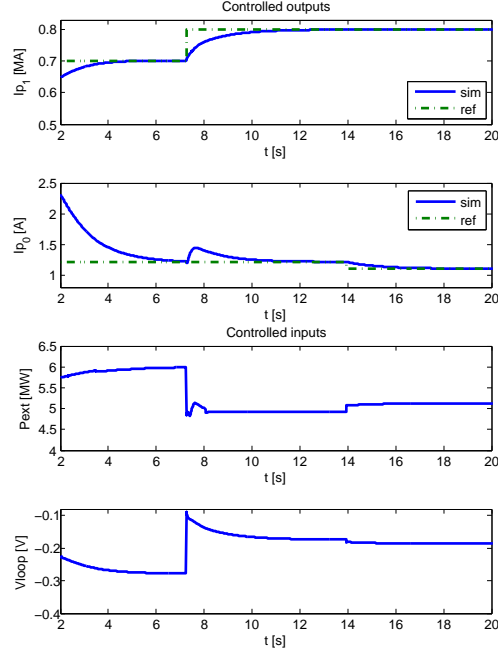 Controlled outputs
0.8
0.7
0.6
0.5
Ip1 [MA]
sim
ref
2 4 6 8 10 12 14 16 18 20
t [s]
2.5
2
1.5
1
Ip0 [A]
sim
ref
2 4 6 8 10 12 14 16 18 20
t [s]
Controlled inputs
6.5
6
5.5
5
4.5
4
Pext [MW]
2 4 6 8 10 12 14 16 18 20
t [s]
−0.1
−0.2
−0.3
−0.4
Vloop [V]
2 4 6 8 10 12 14 16 18 20
t [s]